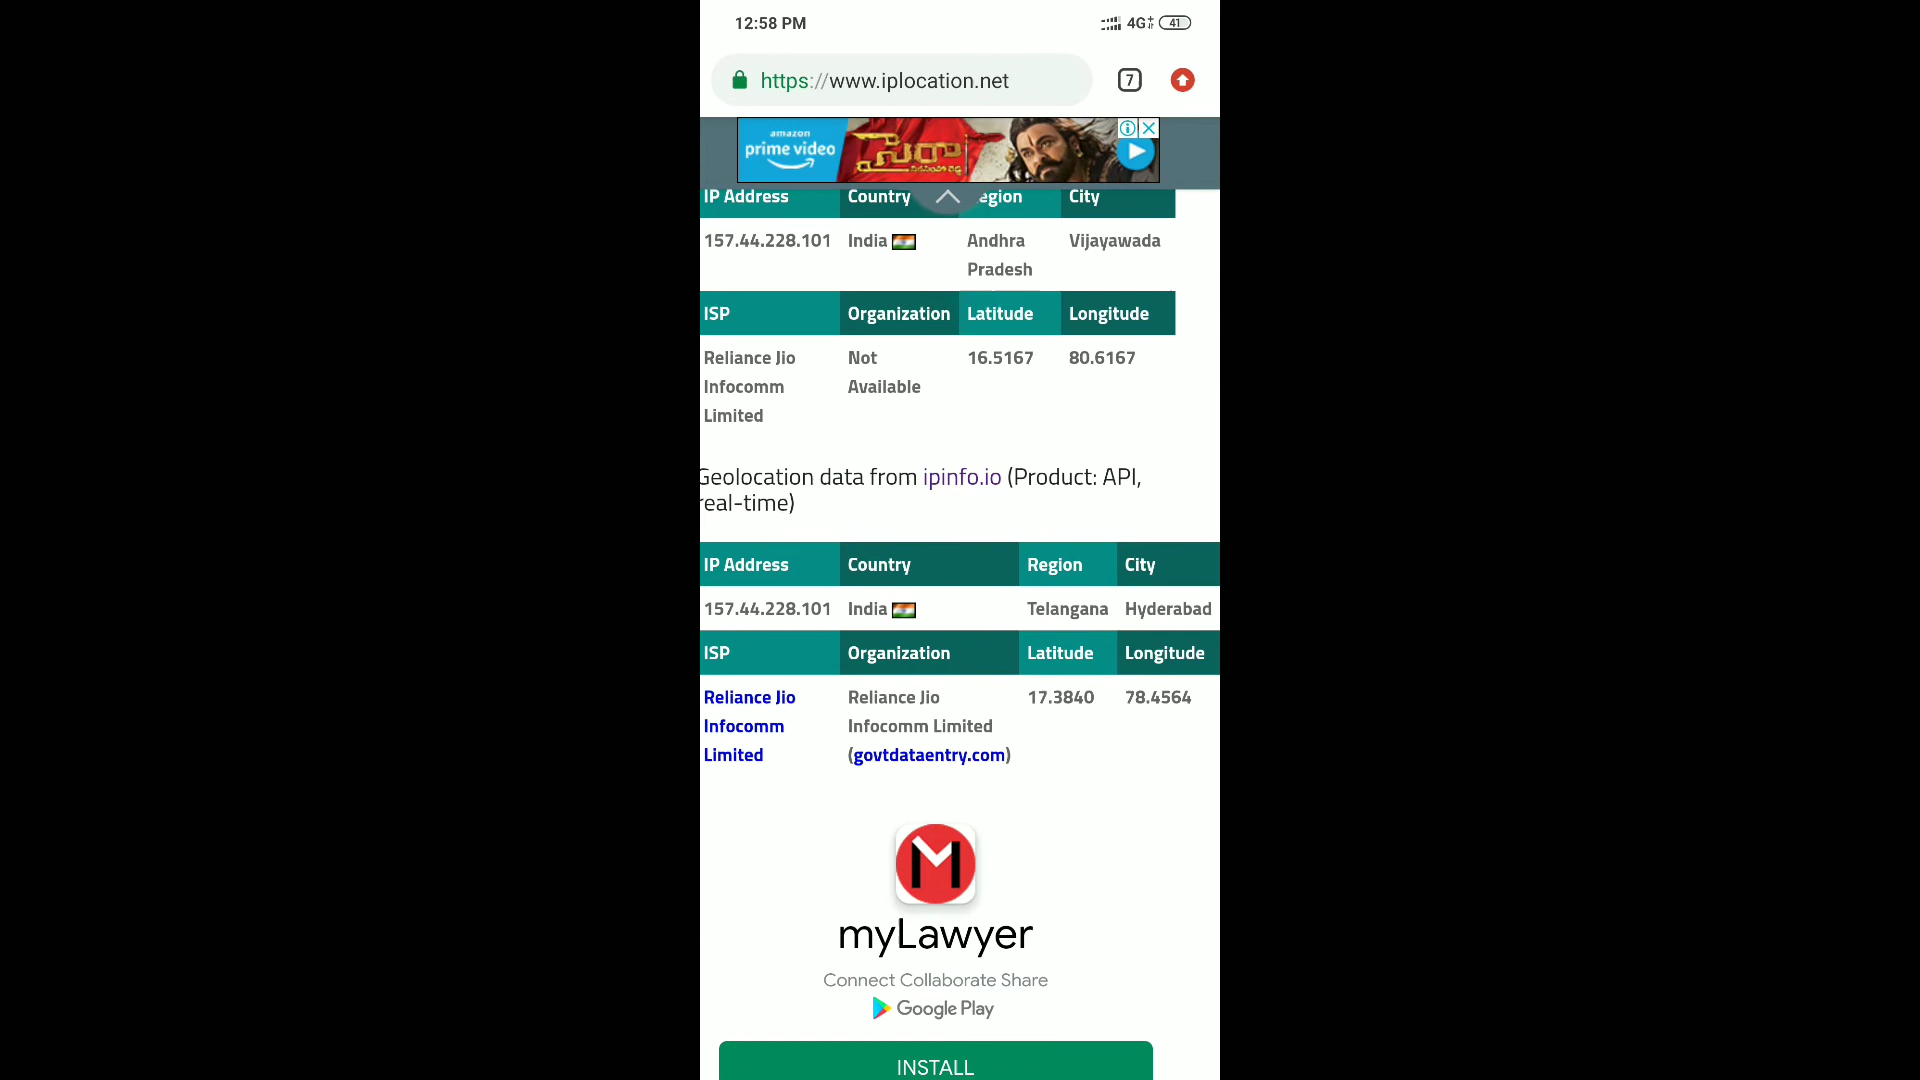 12:58 PM
4G+
41
https://www.iplocation.net
7
amazon
prime video
సైరా
నరసింహా రెడ్డి
IP Address Country egion City
157.44.228.101 India Andhra Vijayawada
Pradesh
ISP Organization Latitude Longitude
Reliance Jio Not 16.5167 80.6167
Infocomm Available
Limited
Geolocation data from ipinfo.io (Product: API,
real-time)
IP Address Country Region City
157.44.228.101 India Telangana Hyderabad
ISP Organization Latitude Longitude
Reliance Jio Reliance Jio 17.3840 78.4564
Infocomm Infocomm Limited
Limited (govtdataentry.com)
M
myLawyer
Connect Collaborate Share
Google Play
INSTALL